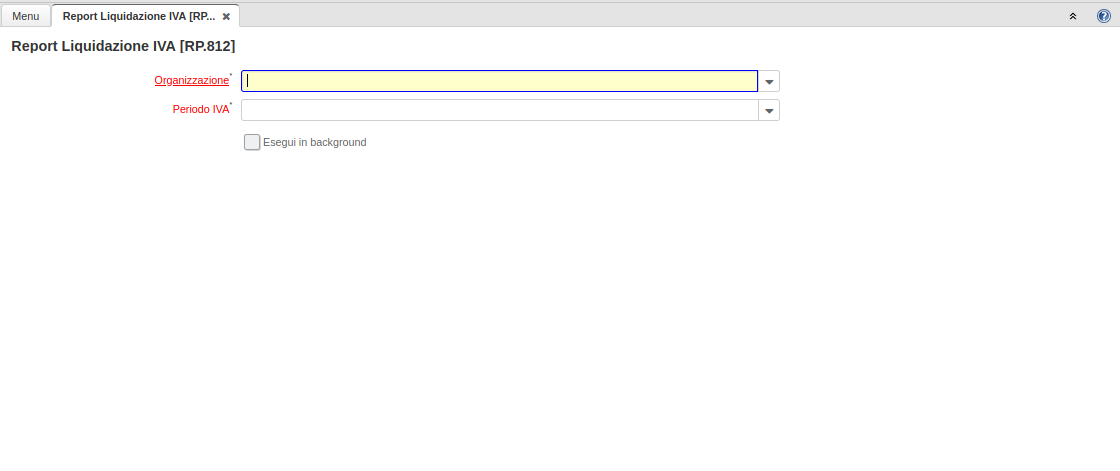 Menu
Report Liquidazione IVA [RP...
Report Liquidazione IVA [RP.812]
Organizzazione*
Periodo IVA*
Esegui in background